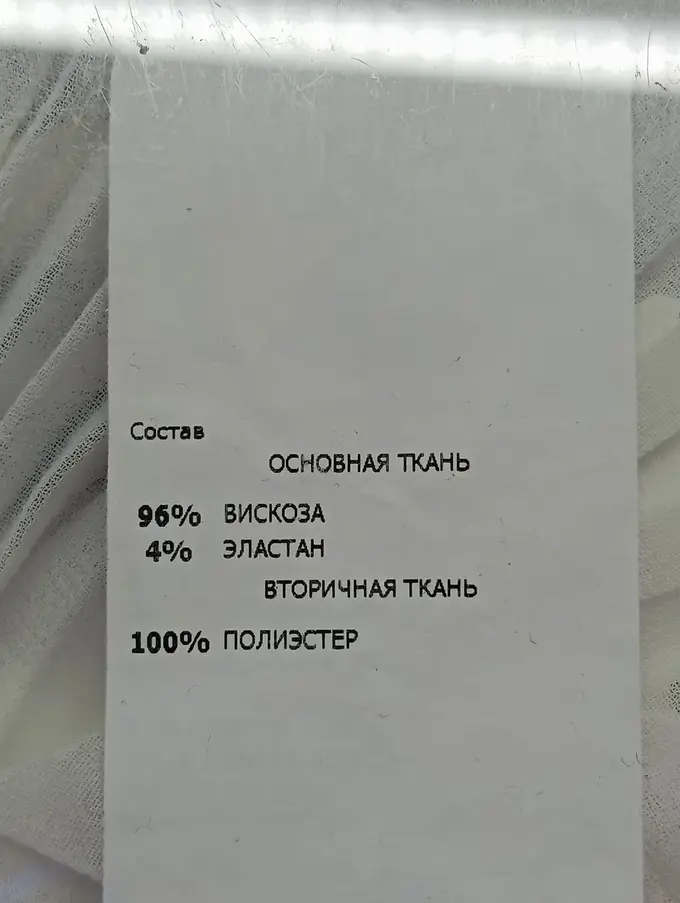 Состав
ОСНОВНАЯ ТКАНЬ
96% ВИСКОЗА
4% ЭЛАСТАН
ВТОРИЧНАЯ ТКАНЬ
100% ПОЛИЭСТЕР